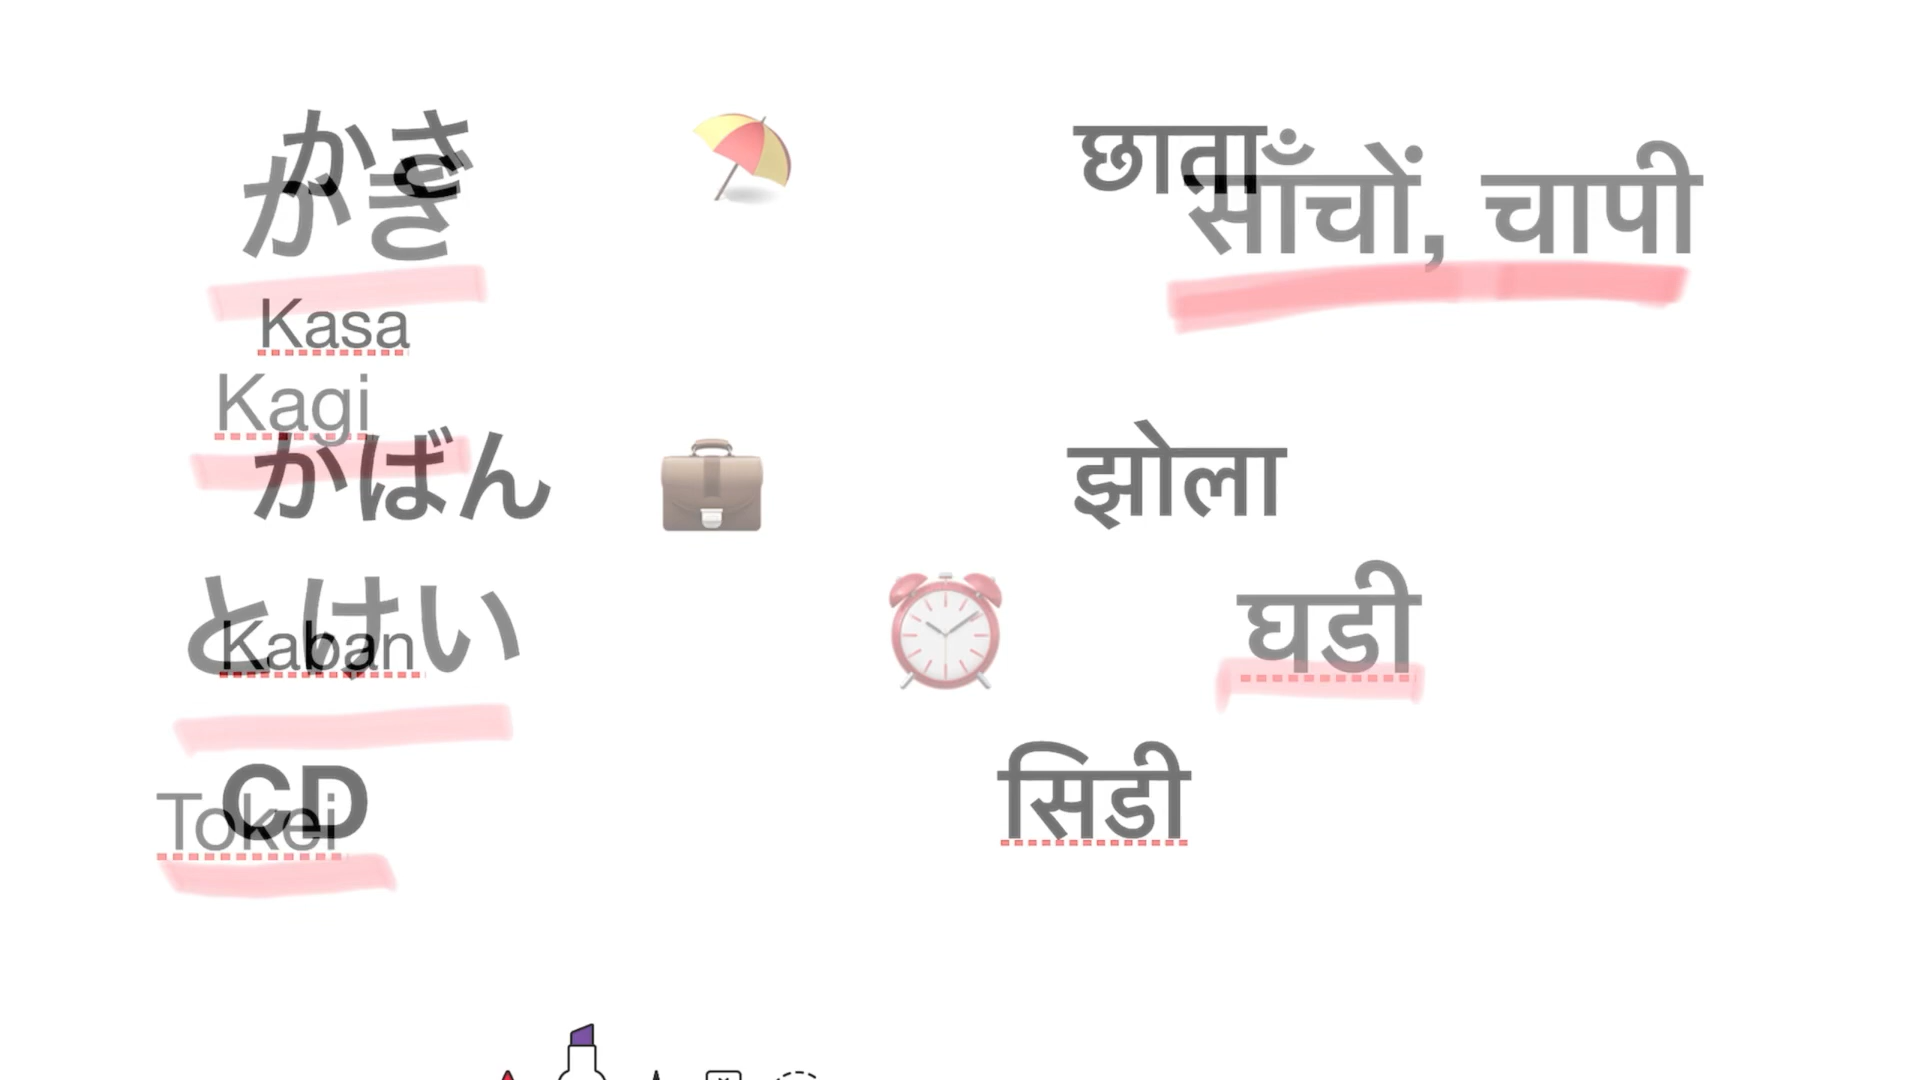 かさ छाता
かぎ साँचों, चापी
Kasa
Kagi
かばん झोला
とけい घडी
Kaban
CD सिडी
Tokei